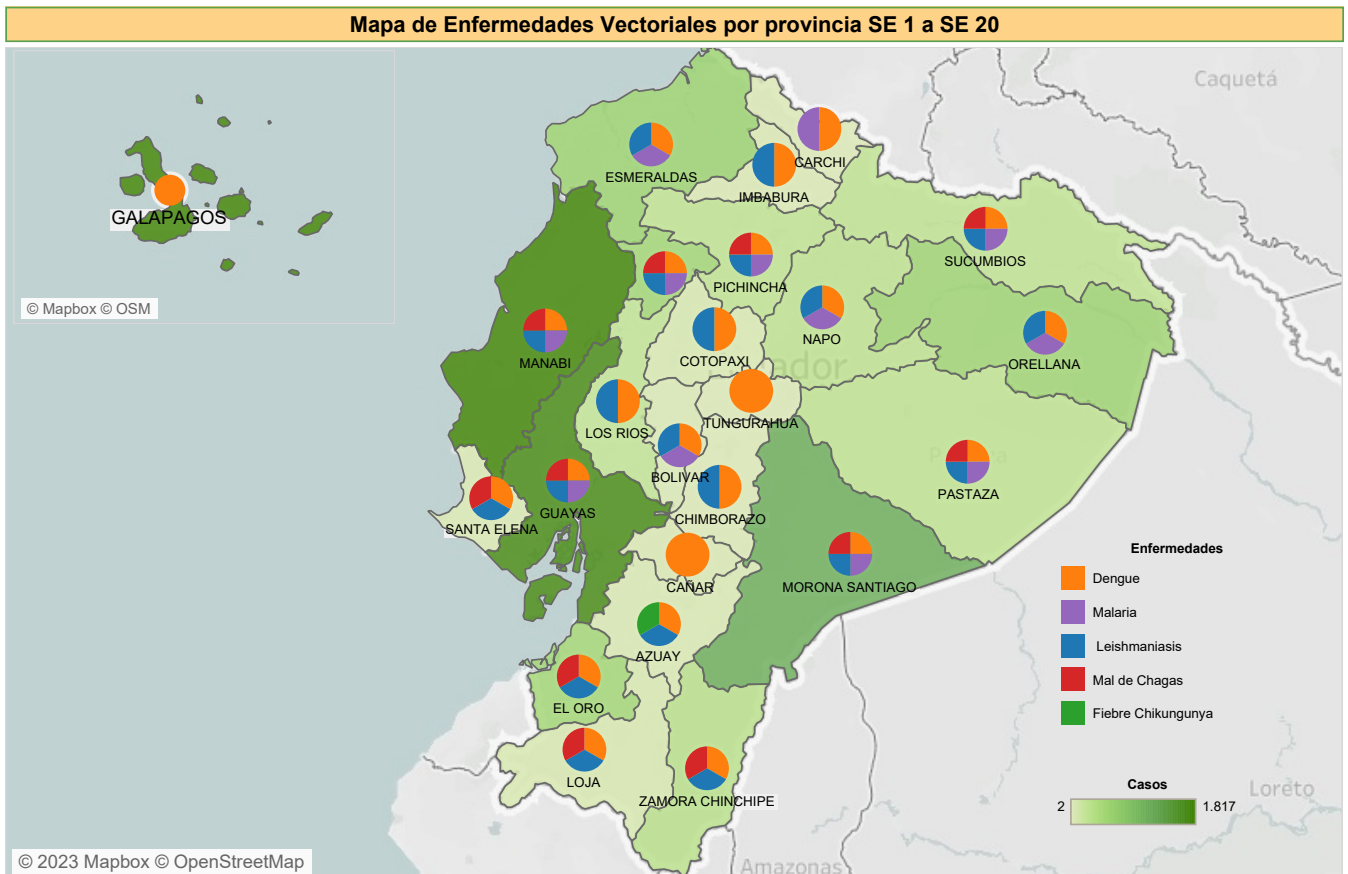 Mapa de Enfermedades Vectoriales por provincia SE 1 a SE 20
Caquetá
CARCHI
ESMERALDAS
IMBABURA
GALAPAGOS
SUCUMBIOS
PICHINCHA
© Mapbox © OSM
NAPO
MANABI
COTOPAXI
ORELLANA
TUNGURAHUA
LOS RIOS
BOLIVAR
PASTAZA
GUAYAS
CHIMBORAZO
SANTA ELENA
Enfermedades
Dengue
CAÑAR
MORONA SANTIAGO
Malaria
Leishmaniasis
AZUAY
Mal de Chagas
EL ORO
Fiebre Chikungunya
LOJA
Casos
Loreto
ZAMORA CHINCHIPE
2
1.817
© 2023 Mapbox © OpenStreetMap
Amazonas